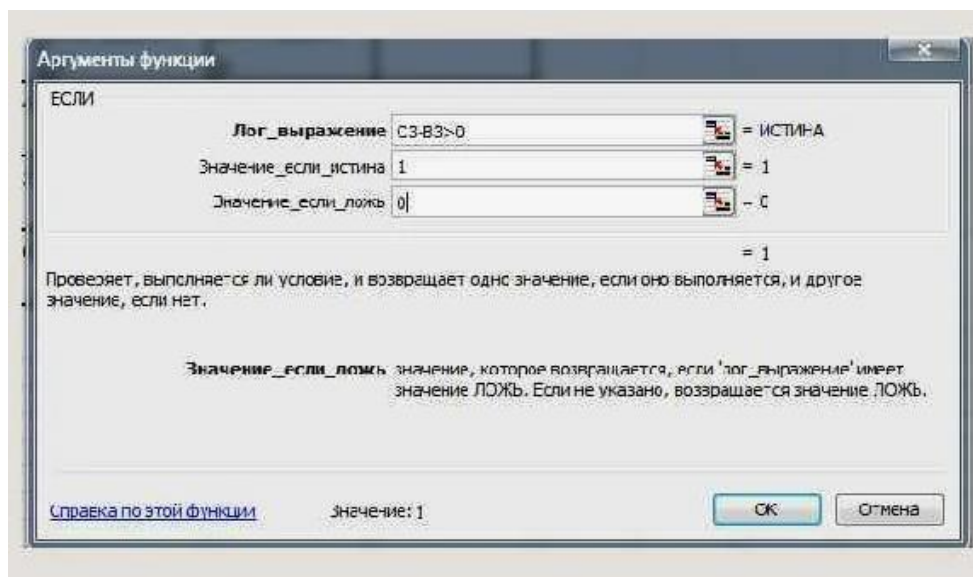 Аргументы функции
ЕСЛИ
Лог_выражение C3-B3>0 = ИСТИНА
Значение_если_истина 1 = 1
Значение_если_ложь 0 = 0
= 1
Проверяет, выполняется ли условие, и возвращает одно значение, если оно выполняется, и другое
значение, если нет.
Значение_если_ложь значение, которое возвращается, если 'лог_выражение' имеет
значение ЛОЖЬ. Если не указано, возвращается значение ЛОЖЬ.
Справка по этой функции Значение: 1 ОК Отмена